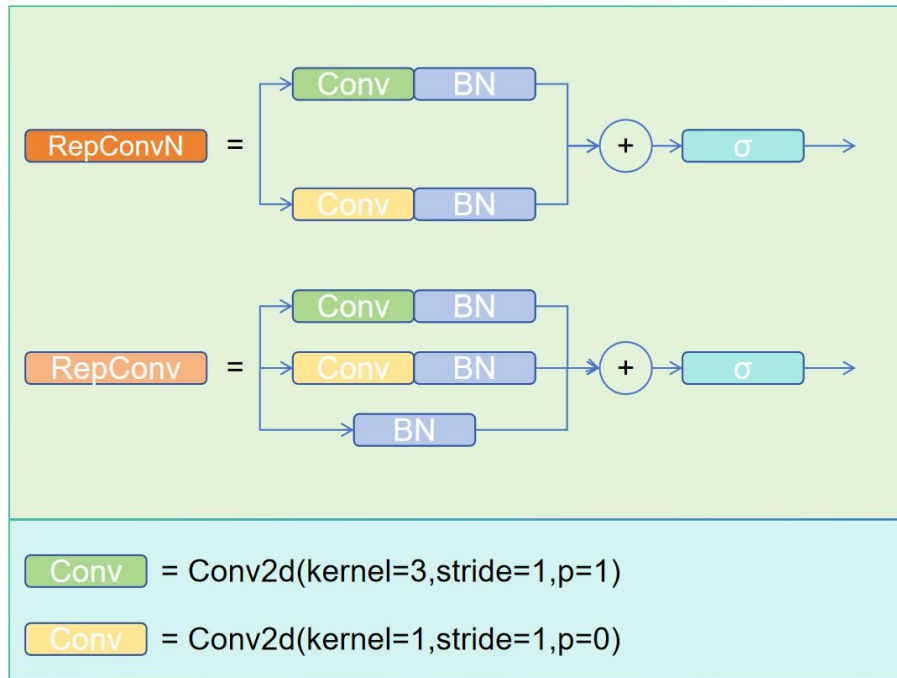 Conv BN
RepConvN = + σ
Conv BN
Conv BN
RepConv = Conv BN + σ
BN
Conv = Conv2d(kernel=3,stride=1,p=1)
Conv = Conv2d(kernel=1,stride=1,p=0)